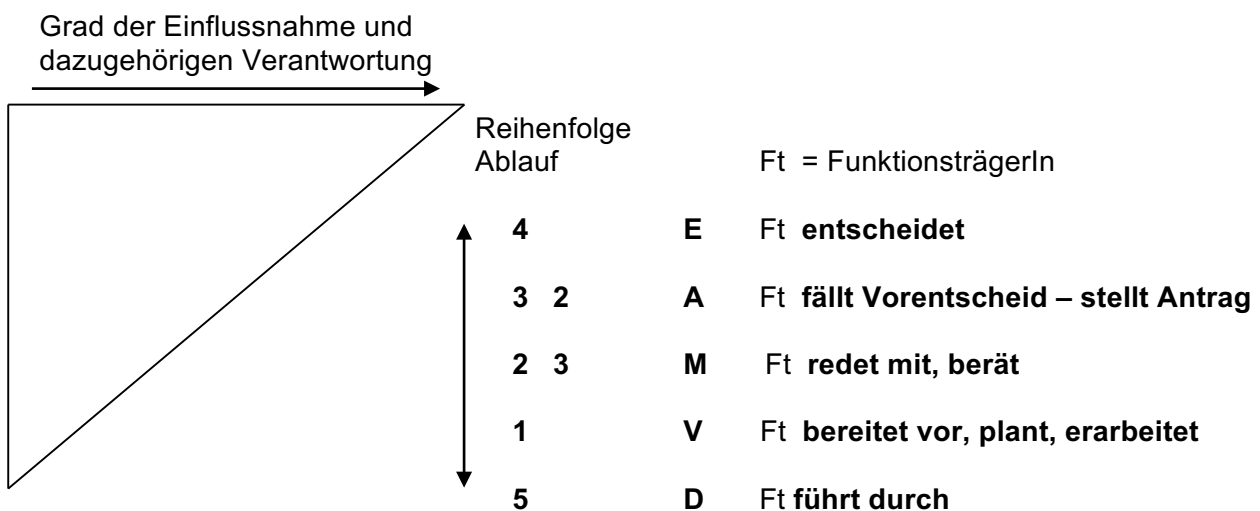 Grad der Einflussnahme und
dazugehörigen Verantwortung
Reihenfolge
Ablauf Ft = FunktionsträgerIn
4 E Ft entscheidet
3 2 A Ft fällt Vorentscheid – stellt Antrag
2 3 M Ft redet mit, berät
1 V Ft bereitet vor, plant, erarbeitet
5 D Ft führt durch